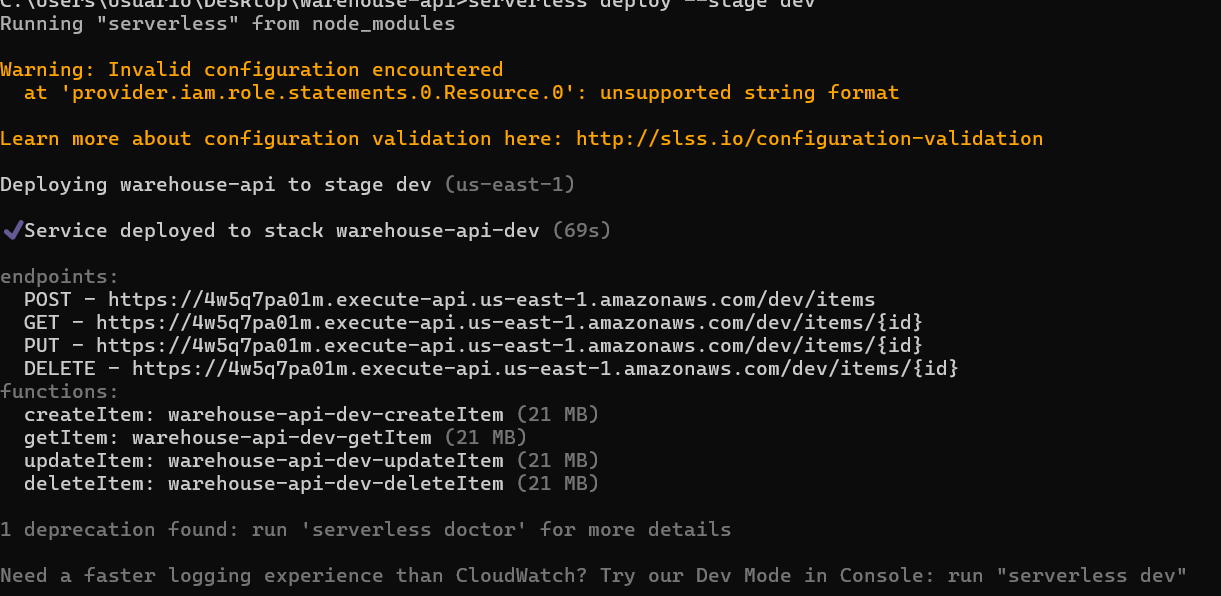 C:\Users\Usuario\Desktop\Warehouse-api>serverless deploy --stage dev
Running "serverless" from node_modules
Warning: Invalid configuration encountered
at 'provider.iam.role.statements.0.Resource.0': unsupported string format
Learn more about configuration validation here: http://slss.io/configuration-validation
Deploying warehouse-api to stage dev (us-east-1)
✔Service deployed to stack warehouse-api-dev (69s)
endpoints:
POST - https://4w5q7pa01m.execute-api.us-east-1.amazonaws.com/dev/items
GET - https://4w5q7pa01m.execute-api.us-east-1.amazonaws.com/dev/items/{id}
PUT - https://4w5q7pa01m.execute-api.us-east-1.amazonaws.com/dev/items/{id}
DELETE - https://4w5q7pa01m.execute-api.us-east-1.amazonaws.com/dev/items/{id}
functions:
createItem: warehouse-api-dev-createItem (21 MB)
getItem: warehouse-api-dev-getItem (21 MB)
updateItem: warehouse-api-dev-updateItem (21 MB)
deleteItem: warehouse-api-dev-deleteItem (21 MB)
1 deprecation found: run 'serverless doctor' for more details
Need a faster logging experience than CloudWatch? Try our Dev Mode in Console: run "serverless dev"